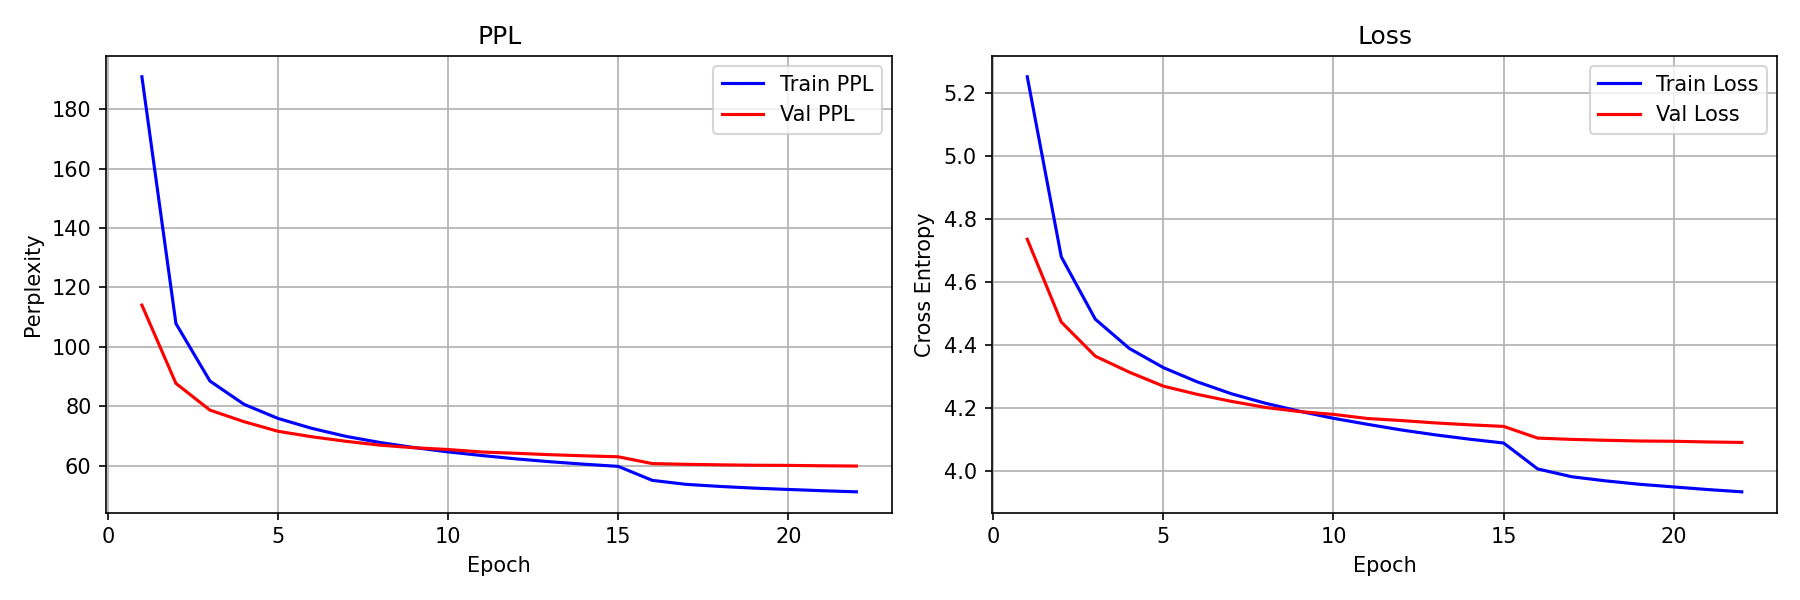 PPL
Train PPL
Val PPL
Perplexity
180
160
140
120
100
80
60
0 5 10 15 20
Epoch
Loss
Train Loss
Val Loss
Cross Entropy
5.2
5.0
4.8
4.6
4.4
4.2
4.0
0 5 10 15 20
Epoch